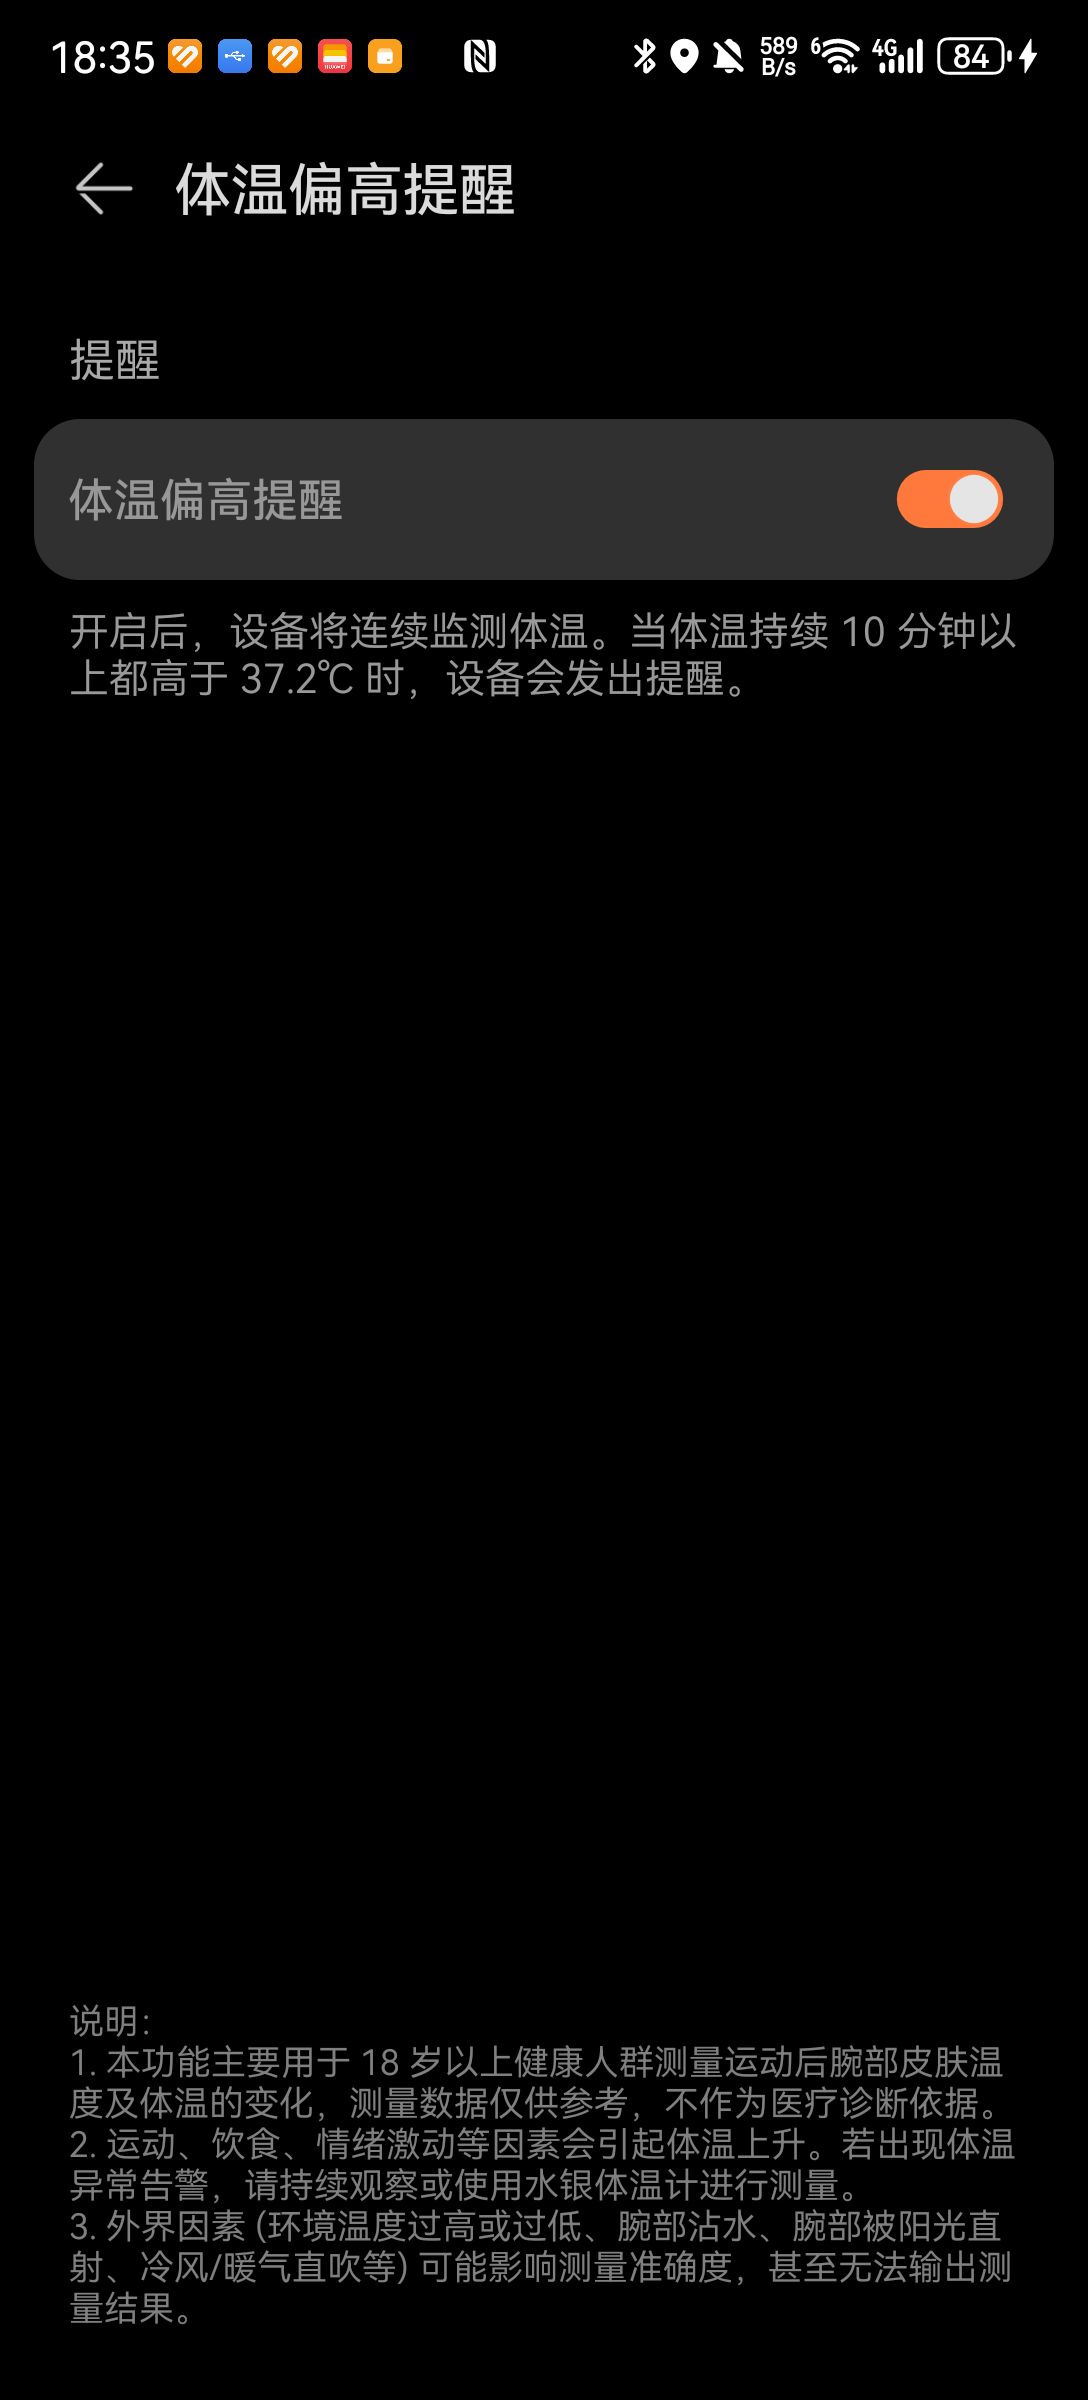 18:35
589
B/s
6
4G
84
体温偏高提醒
提醒
体温偏高提醒
开启后，设备将连续监测体温。当体温持续 10 分钟以
上都高于 37.2℃ 时，设备会发出提醒。
说明：
1. 本功能主要用于 18 岁以上健康人群测量运动后腕部皮肤温
度及体温的变化，测量数据仅供参考，不作为医疗诊断依据。
2. 运动、饮食、情绪激动等因素会引起体温上升。若出现体温
异常告警，请持续观察或使用水银体温计进行测量。
3. 外界因素 (环境温度过高或过低、腕部沾水、腕部被阳光直
射、冷风/暖气直吹等) 可能影响测量准确度，甚至无法输出测
量结果。